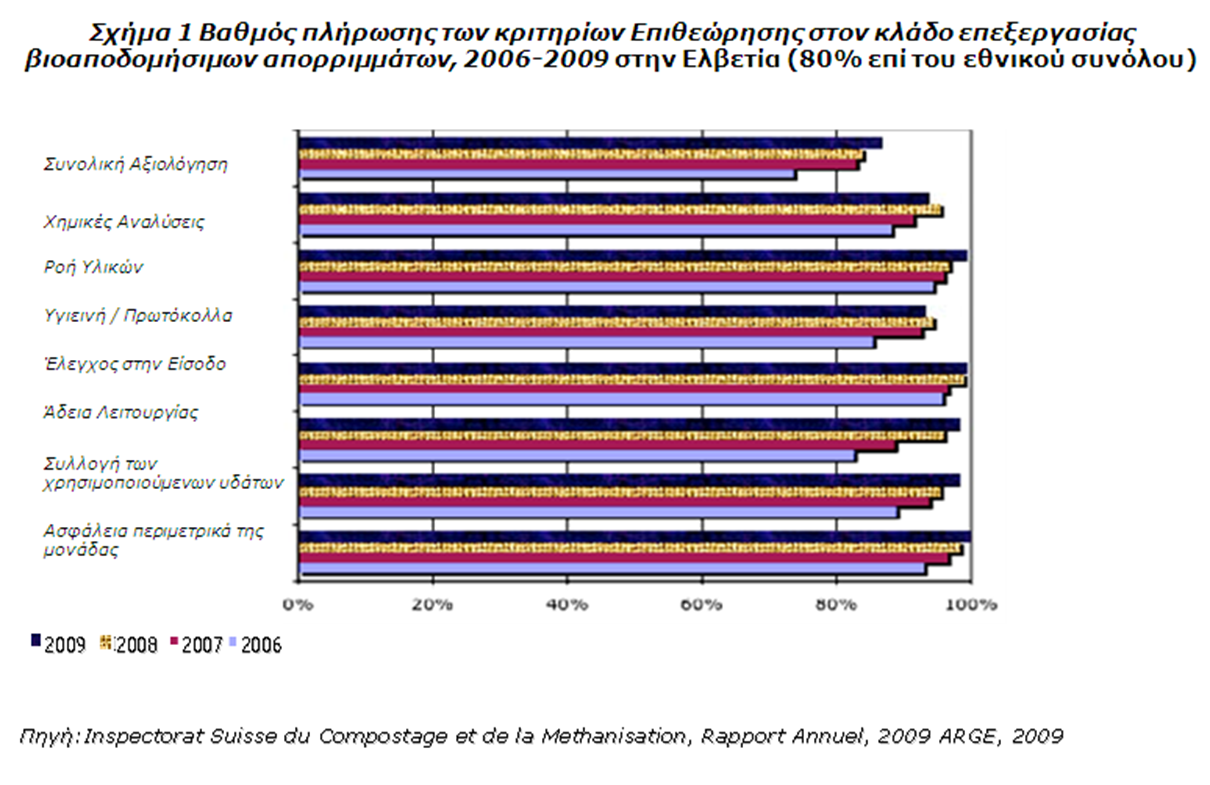 Σχήμα 1 Βαθμός πλήρωσης των κριτηρίων Επιθεώρησης στον κλάδο επεξεργασίας
βιοαποδομήσιμων απορριμμάτων, 2006-2009 στην Ελβετία (80% επί του εθνικού συνόλου)
Συνολική Αξιολόγηση
Χημικές Αναλύσεις
Ροή Υλικών
Υγιεινή / Πρωτόκολλα
Έλεγχος στην Είσοδο
Άδεια Λειτουργίας
Συλλογή των
χρησιμοποιούμενων υδάτων
Ασφάλεια περιμετρικά της
μονάδας
0% 20% 40% 60% 80% 100%
2009 2008 2007 2006
Πηγή: Inspectorat Suisse du Compostage et de la Methanisation, Rapport Annuel, 2009 ARGE, 2009